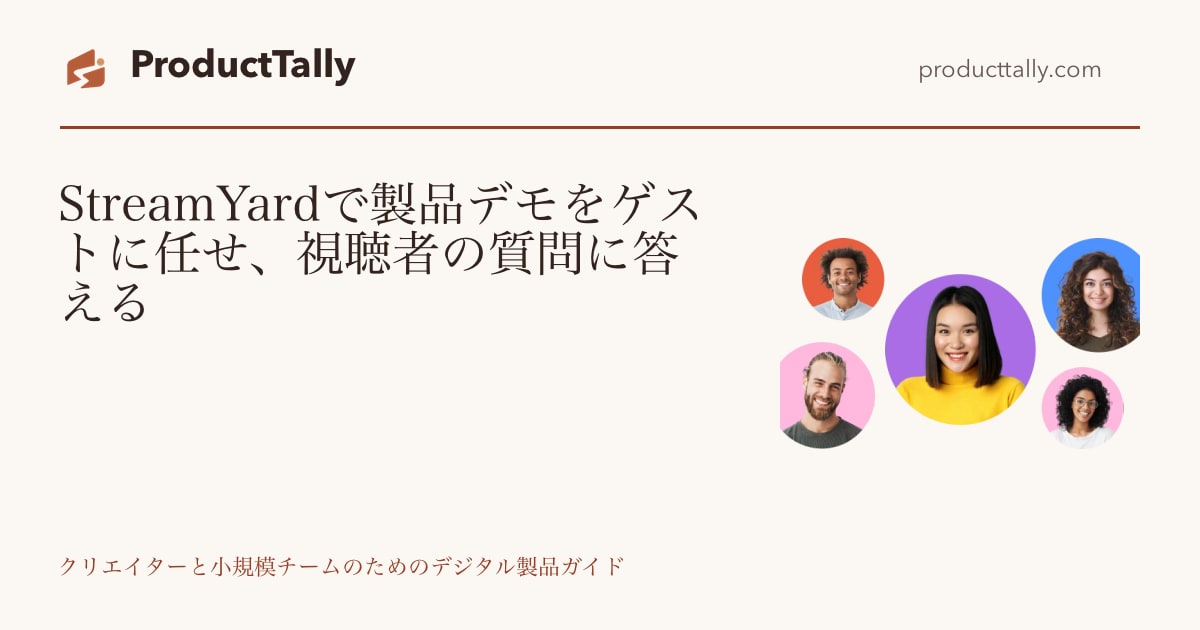 ProductTally
producttally.com
StreamYardで製品デモをゲス
トに任せ、視聴者の質問に答
える
クリエイターと小規模チームのためのデジタル製品ガイド